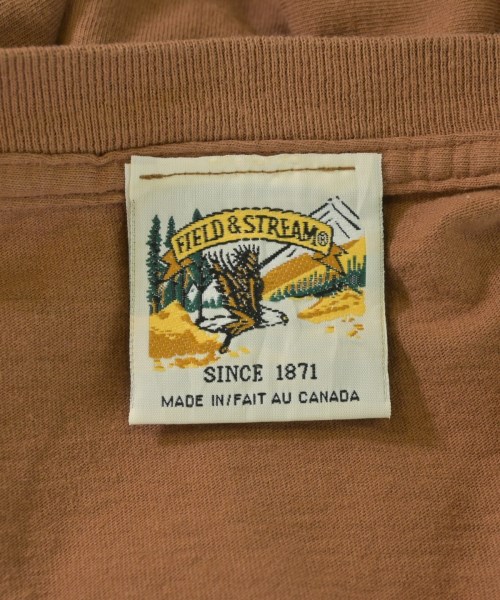 FIELD & STREAM®
SINCE 1871
MADE IN/FAIT AU CANADA